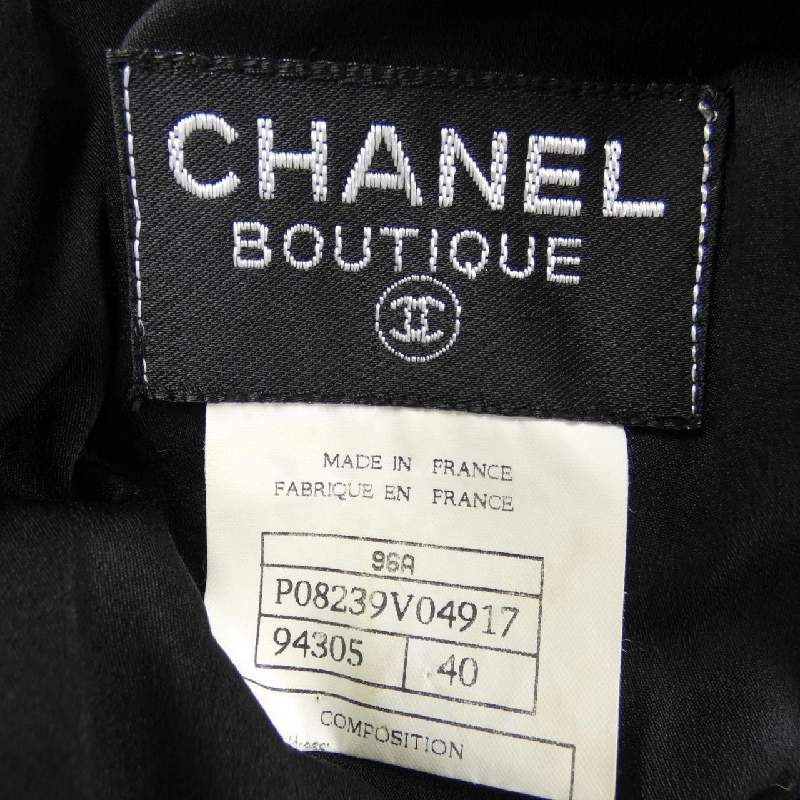 CHANEL
BOUTIQUE
MADE IN FRANCE
FABRIQUE EN FRANCE
96A
P08239V04917
94305 40
COMPOSITION